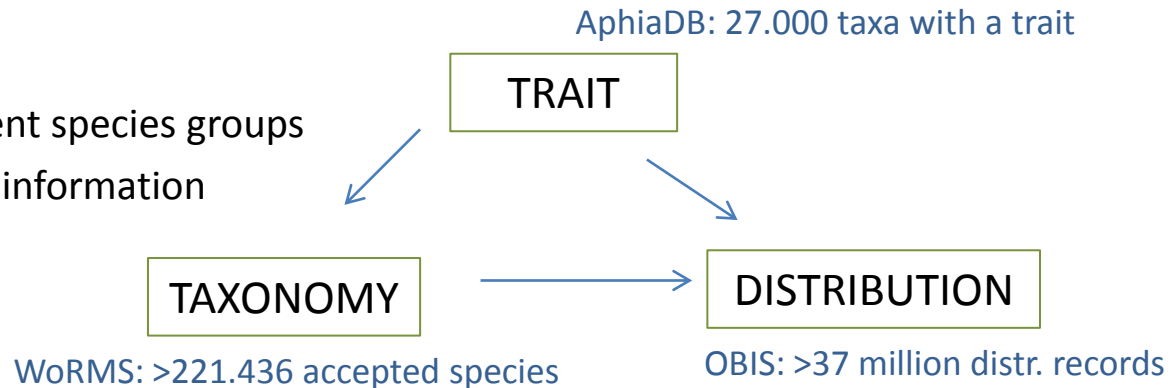 AphiaDB: 27.000 taxa with a trait
TRAIT
species groups
information
TAXONOMY
DISTRIBUTION
WoRMS: >221.436 accepted species
OBIS: >37 million distr. records